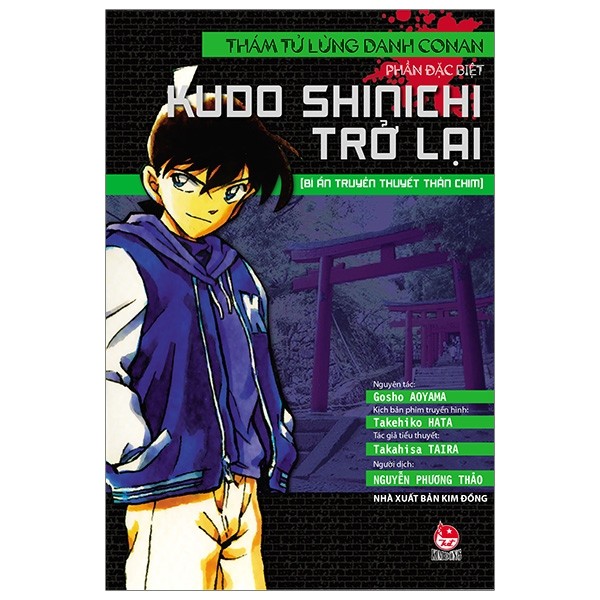 THÁM TỬ LỪNG DANH CONAN
PHẦN ĐẶC BIỆT
KUDO SHINICHI
TRỞ LẠI
[BÍ ẨN TRUYỀN THUYẾT THẦN CHIM]
Nguyên tác:
Gosho AOYAMA
Kịch bản phim truyền hình:
Takehiko HATA
Tác giả tiểu thuyết:
Takahisa TAIRA
Người dịch:
NGUYỄN PHƯƠNG THẢO
NHÀ XUẤT BẢN KIM ĐỒNG
KIM ĐỒNG